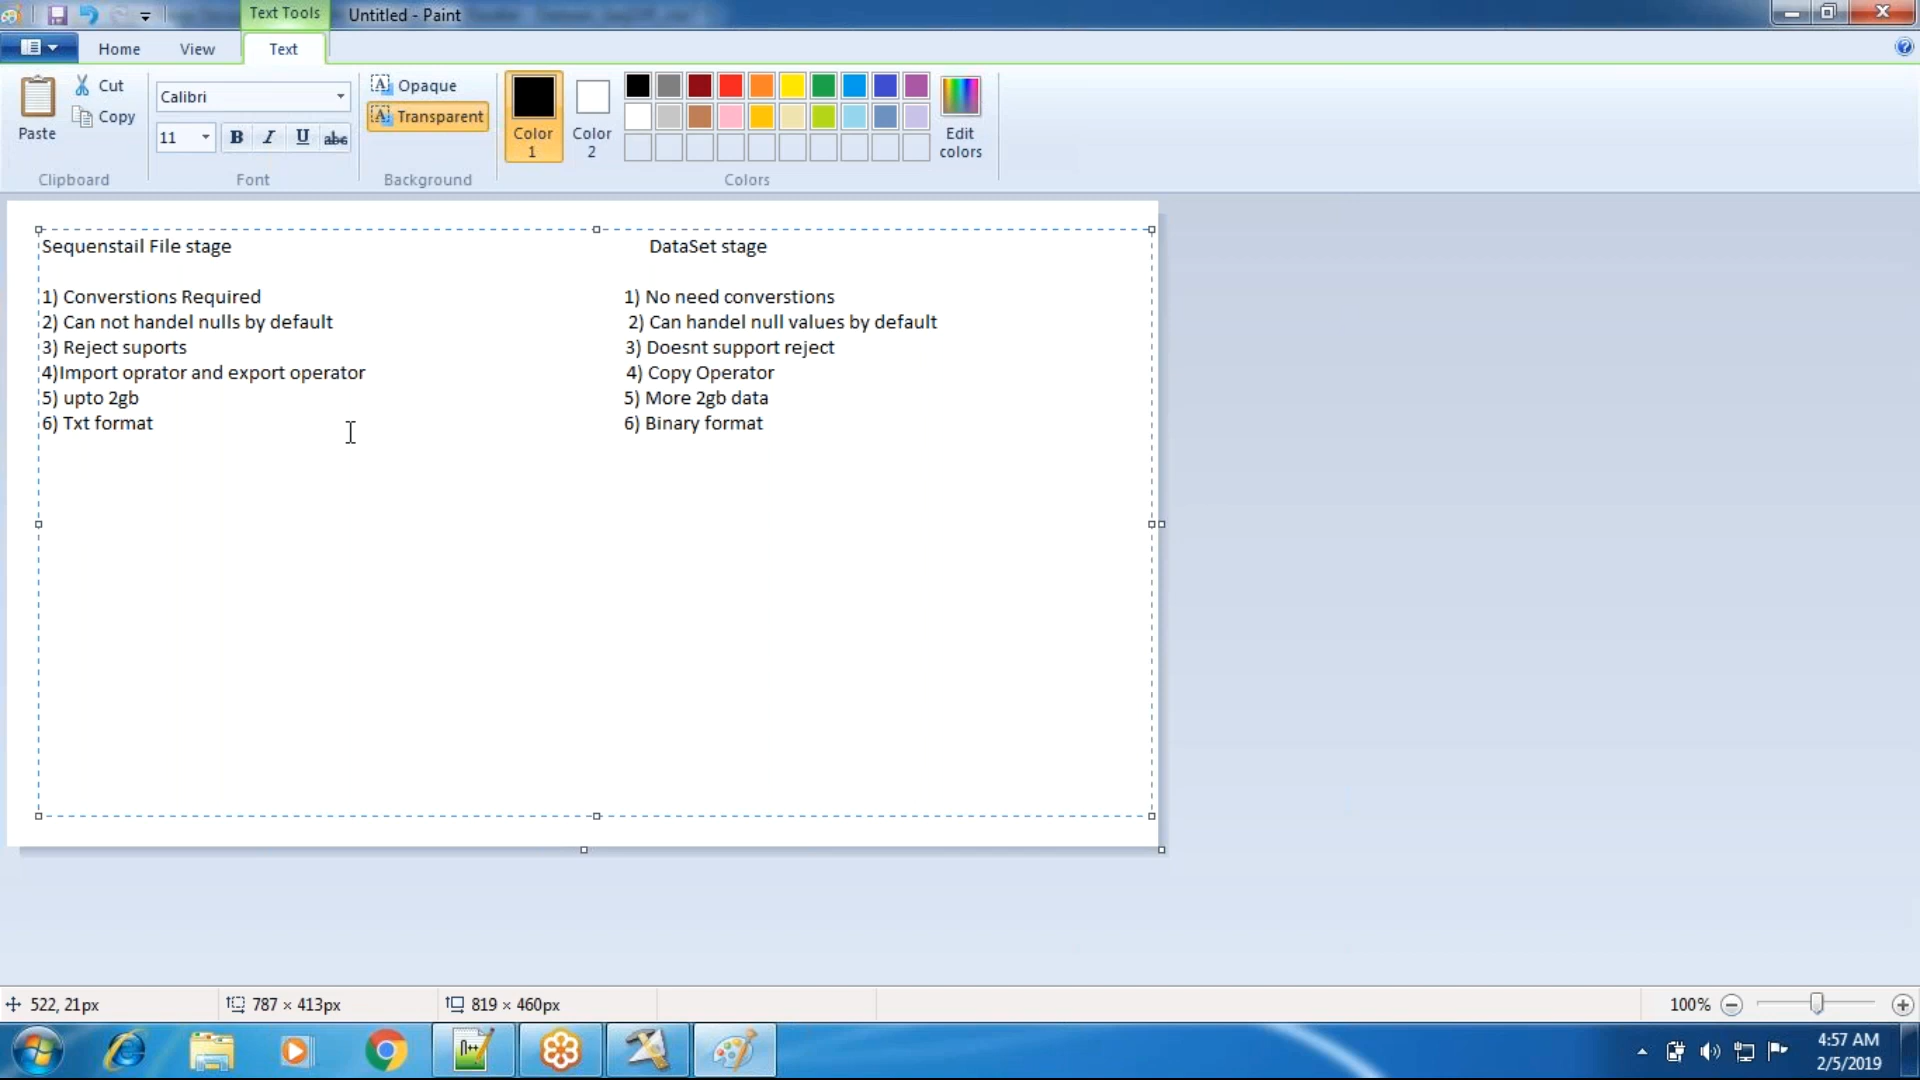 Text Tools Untitled - Paint
Home View Text
Paste
Cut
Copy
Clipboard
Calibri
11 B I U abc
Font
Opaque
Transparent
Background
Color 1
Color 2
Edit colors
Colors
Sequenstail File stage DataSet stage
1) Converstions Required 1) No need converstions
2) Can not handel nulls by default 2) Can handel null values by default
3) Reject suports 3) Doesnt support reject
4)Import oprator and export operator 4) Copy Operator
5) upto 2gb 5) More 2gb data
6) Txt format 6) Binary format
522, 21px 787 × 413px 819 × 460px 100%
4:57 AM
2/5/2019